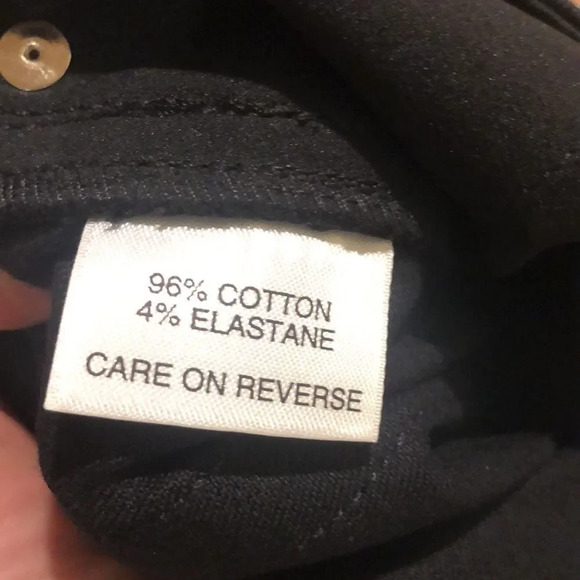 96% COTTON
4% ELASTANE
CARE ON REVERSE